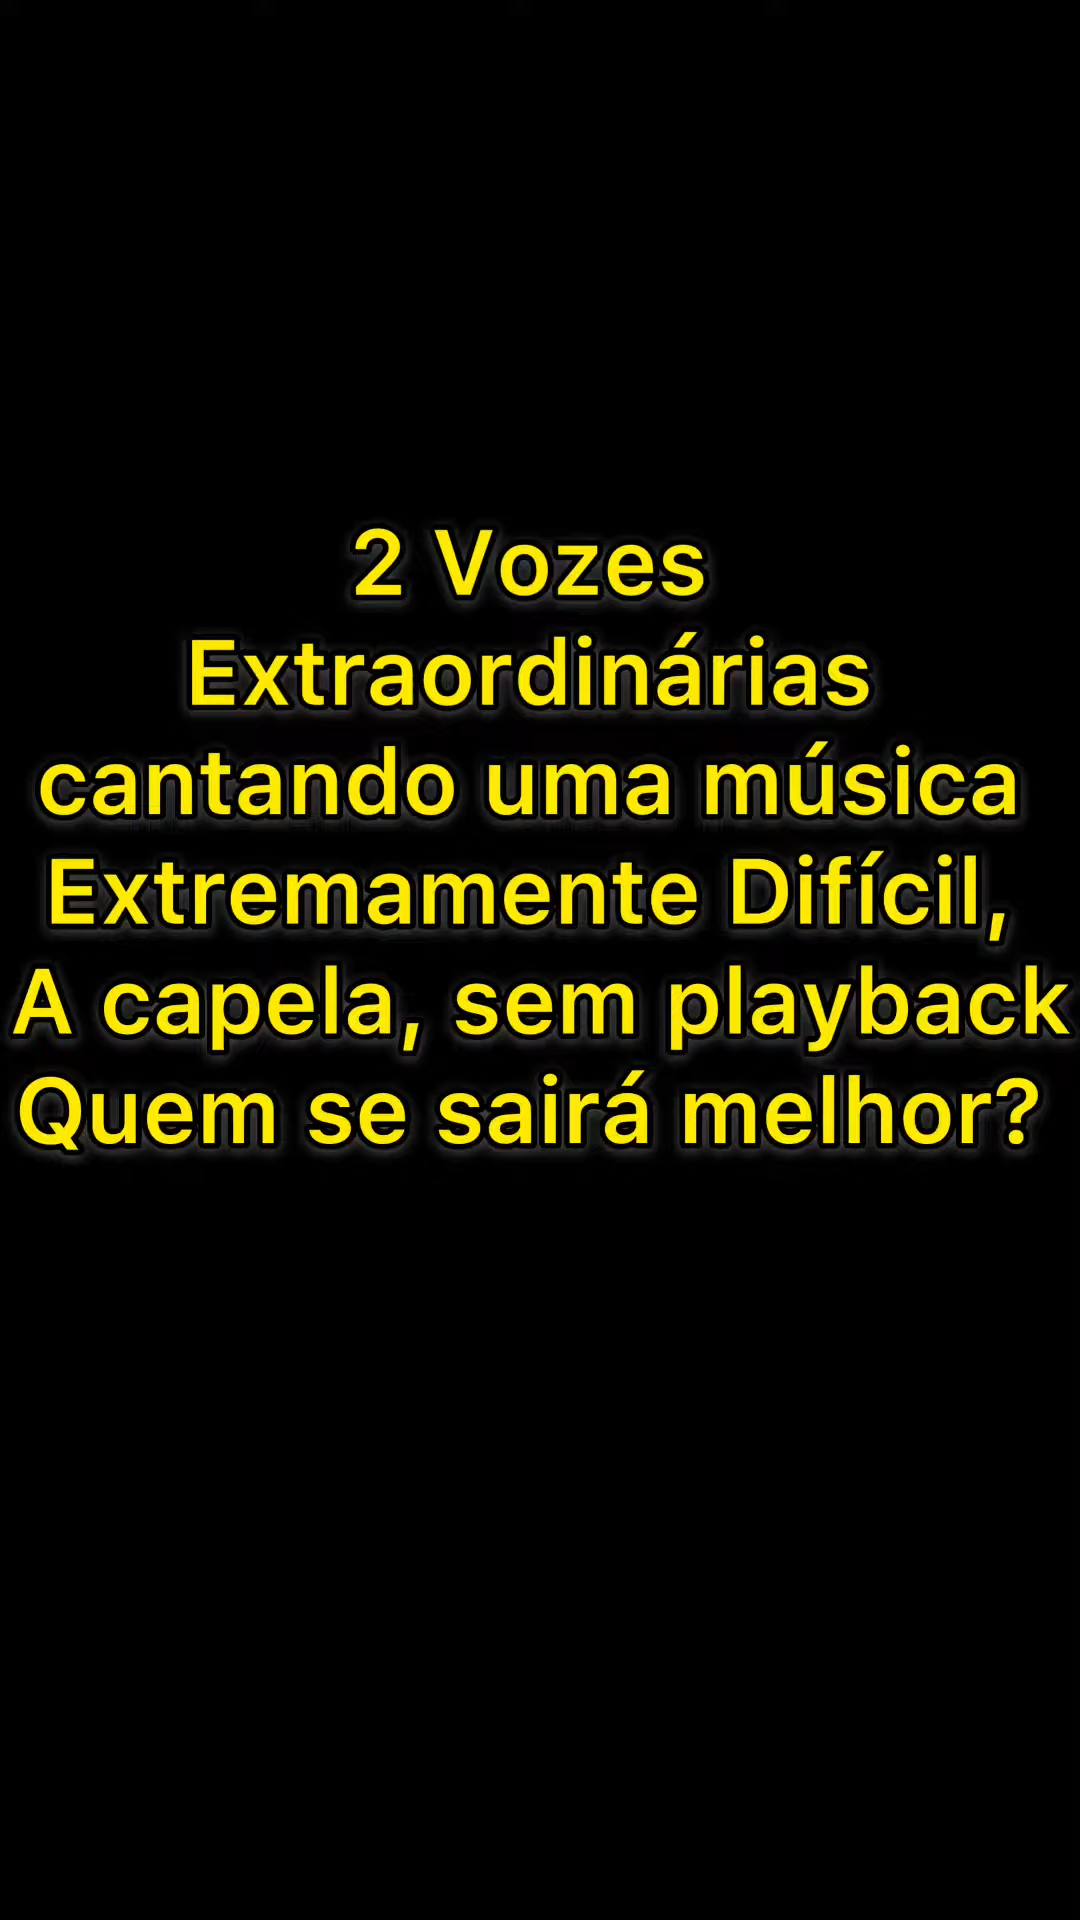 2 Vozes
Extraordinárias
cantando uma música
Extremamente Difícil,
A capela, sem playback
Quem se sairá melhor?